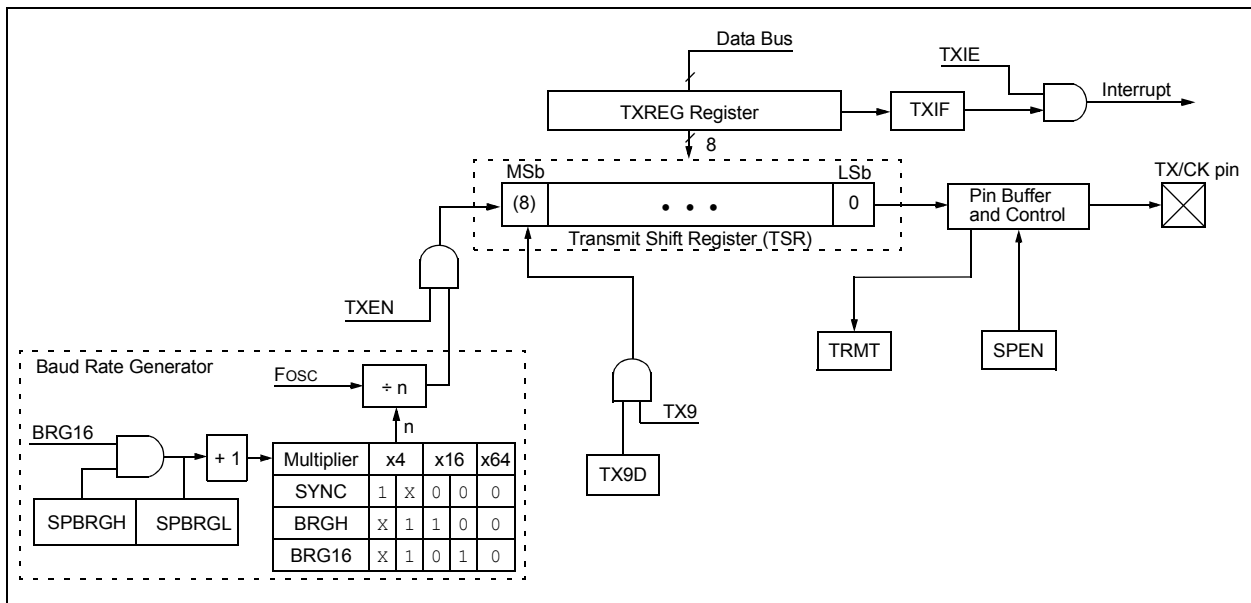 Data Bus
TXIE
Interrupt
TXREG Register
TXIF
8
MSb
LSb
TX/CK pin
(8)
• • •
0
Pin Buffer
and Control
Transmit Shift Register (TSR)
TXEN
TRMT
SPEN
Baud Rate Generator
FOSC
÷ n
TX9
n
BRG16
+ 1
Multiplier x4 x16 x64
TX9D
SYNC 1 X 0 0 0
SPBRGH SPBRGL
BRGH X 1 1 0 0
BRG16 X 1 0 1 0